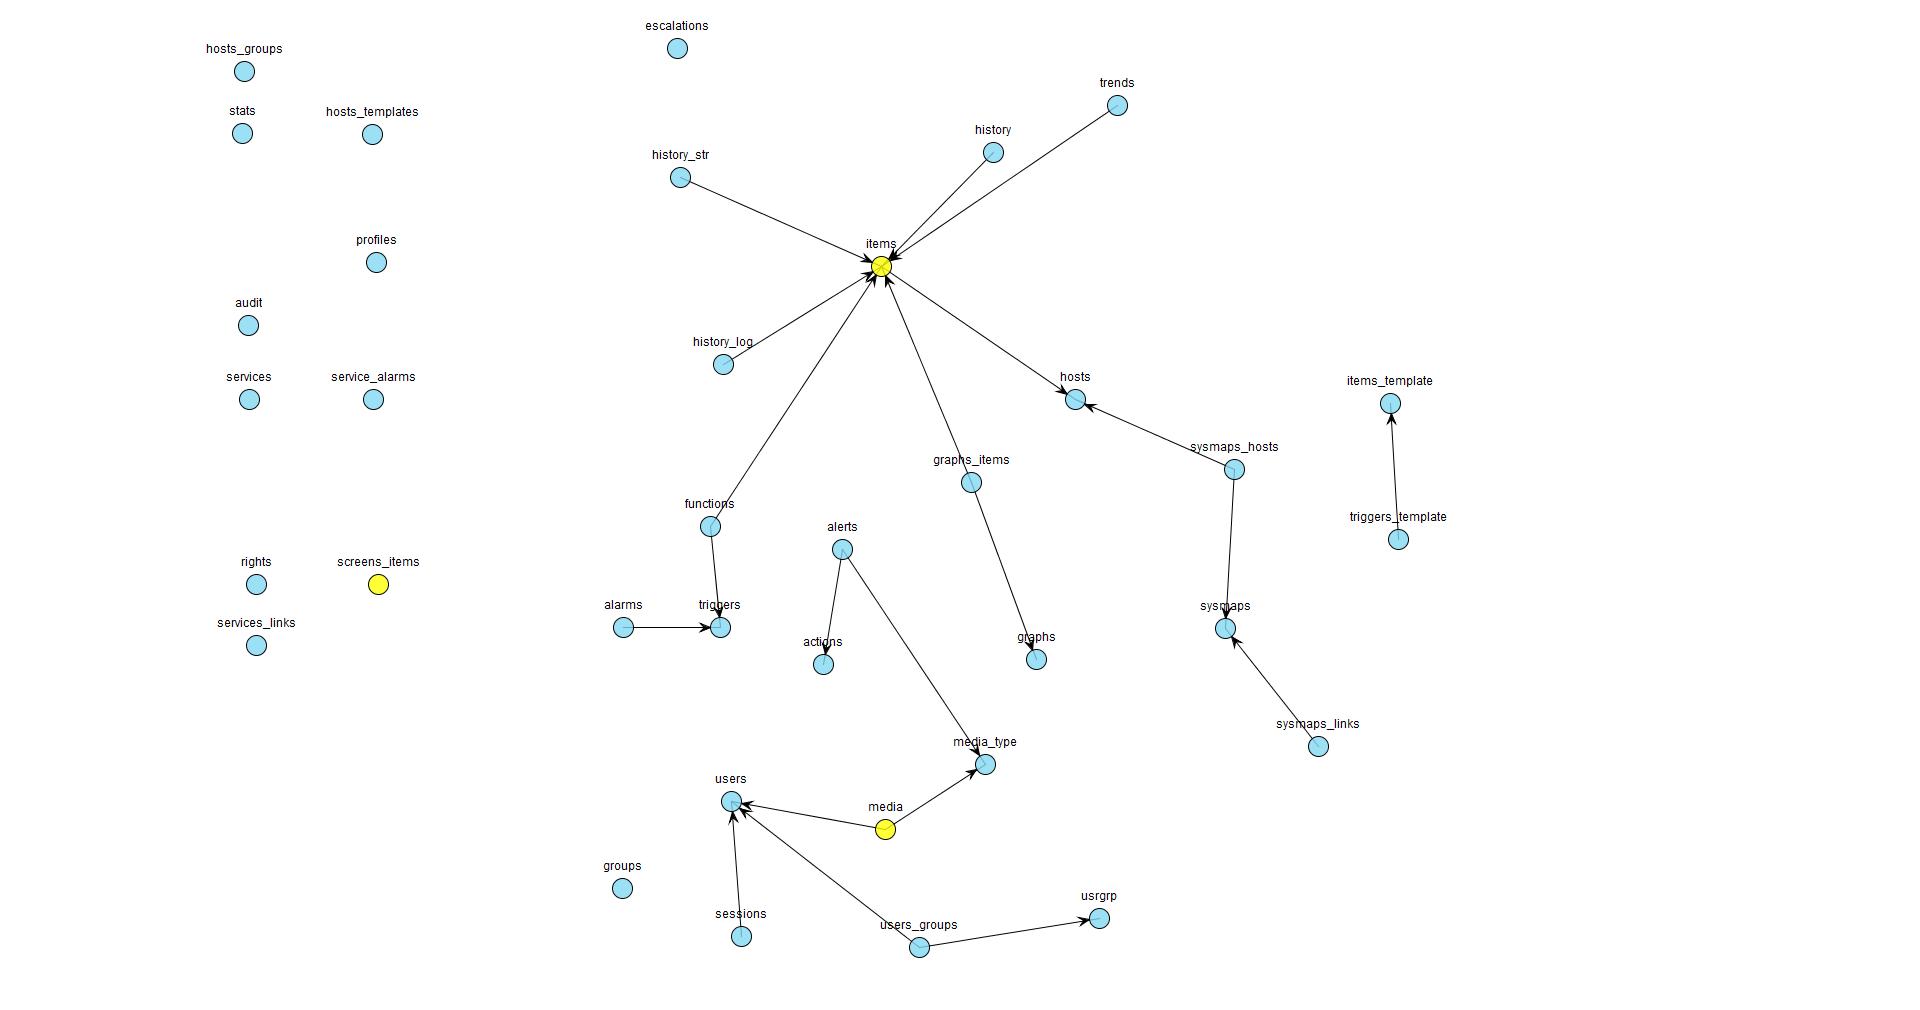 escalations
hosts_groups
trends
stats
hosts_templates
history
history_str
profiles
items
audit
history_log
services
service_alarms
hosts
items_template
sysmaps_hosts
graphs_items
functions
triggers_template
alerts
rights
screens_items
alarms
triggers
sysmaps
services_links
actions
graphs
sysmaps_links
media_type
users
media
groups
usrgrp
sessions
users_groups